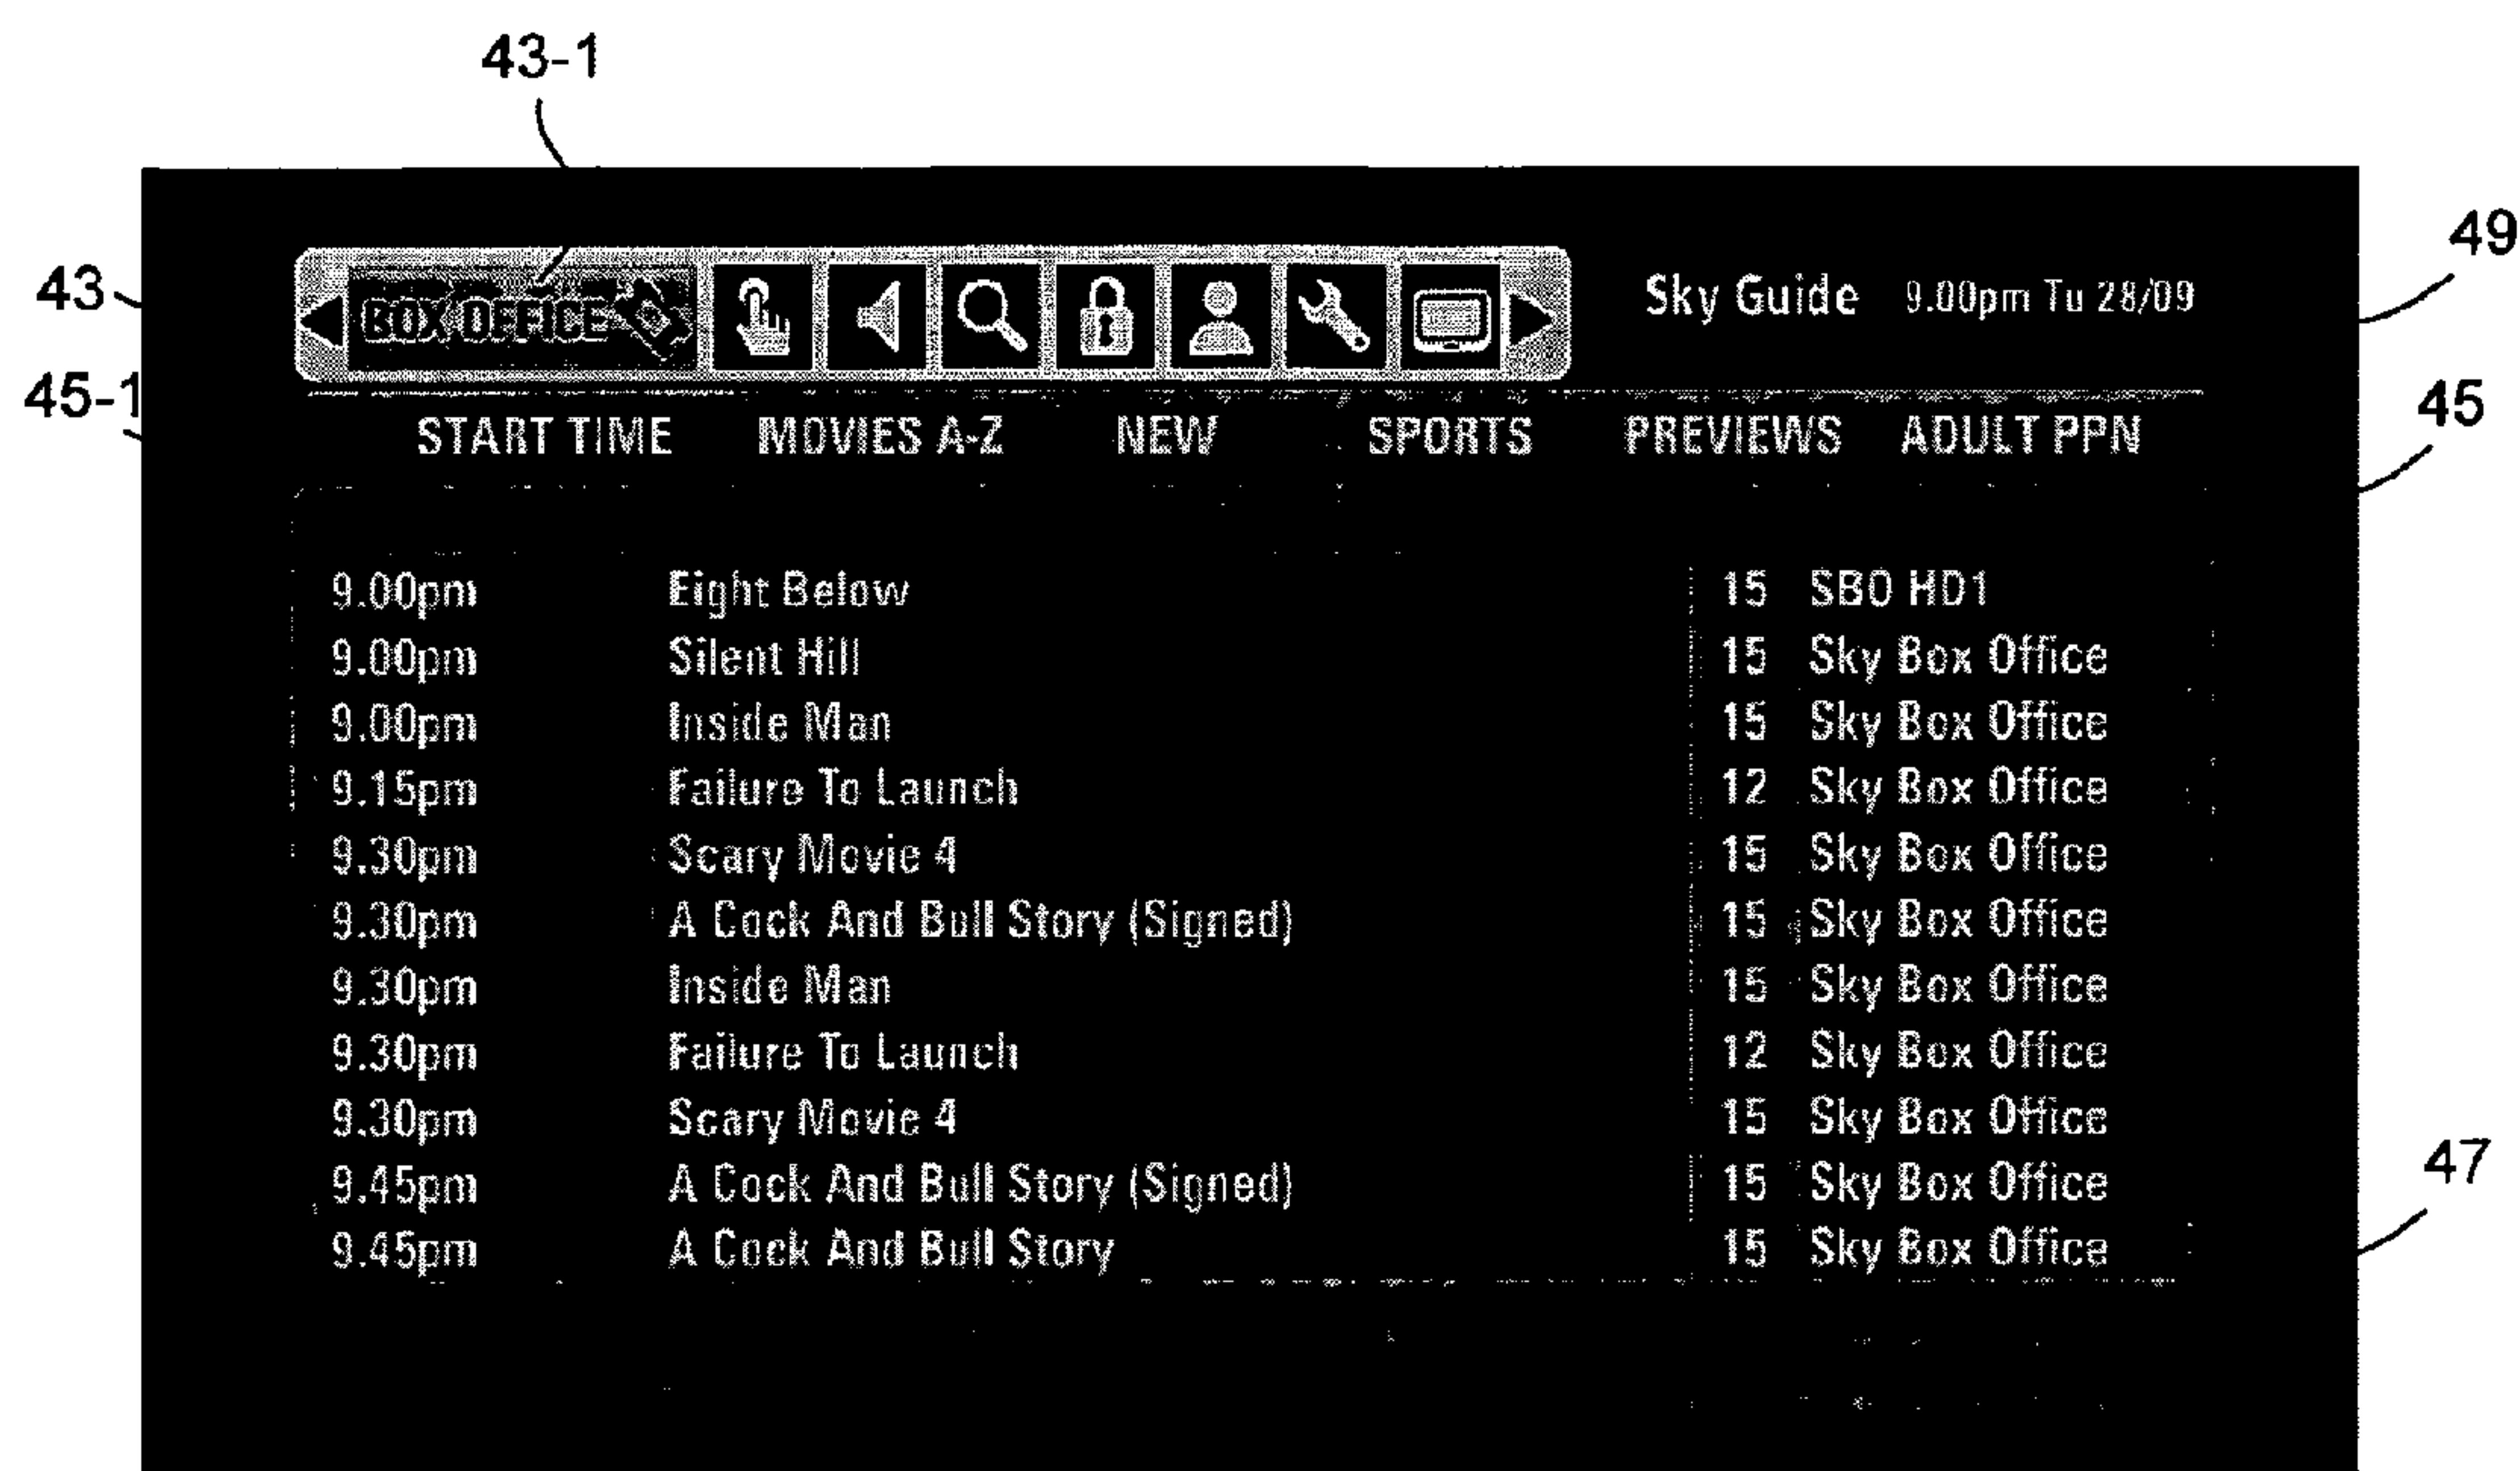 43-1
49
43
BOX OFFICE
Sky Guide 9.00pm Tu 28/09
45-1
45
START TIME MOVIES A-Z NEW SPORTS PREVIEWS ADULT PPN
9.00pm Eight Below 15 SBO HD1
9.00pm Silent Hill 15 Sky Box Office
9.00pm Inside Man 15 Sky Box Office
9.15pm Failure To Launch 12 Sky Box Office
9.30pm Scary Movie 4 15 Sky Box Office
9.30pm A Cock And Bull Story (Signed) 15 Sky Box Office
9.30pm Inside Man 15 Sky Box Office
9.30pm Failure To Launch 12 Sky Box Office
9.30pm Scary Movie 4 15 Sky Box Office
9.45pm A Cock And Bull Story (Signed) 15 Sky Box Office
47
9.45pm A Cock And Bull Story 15 Sky Box Office